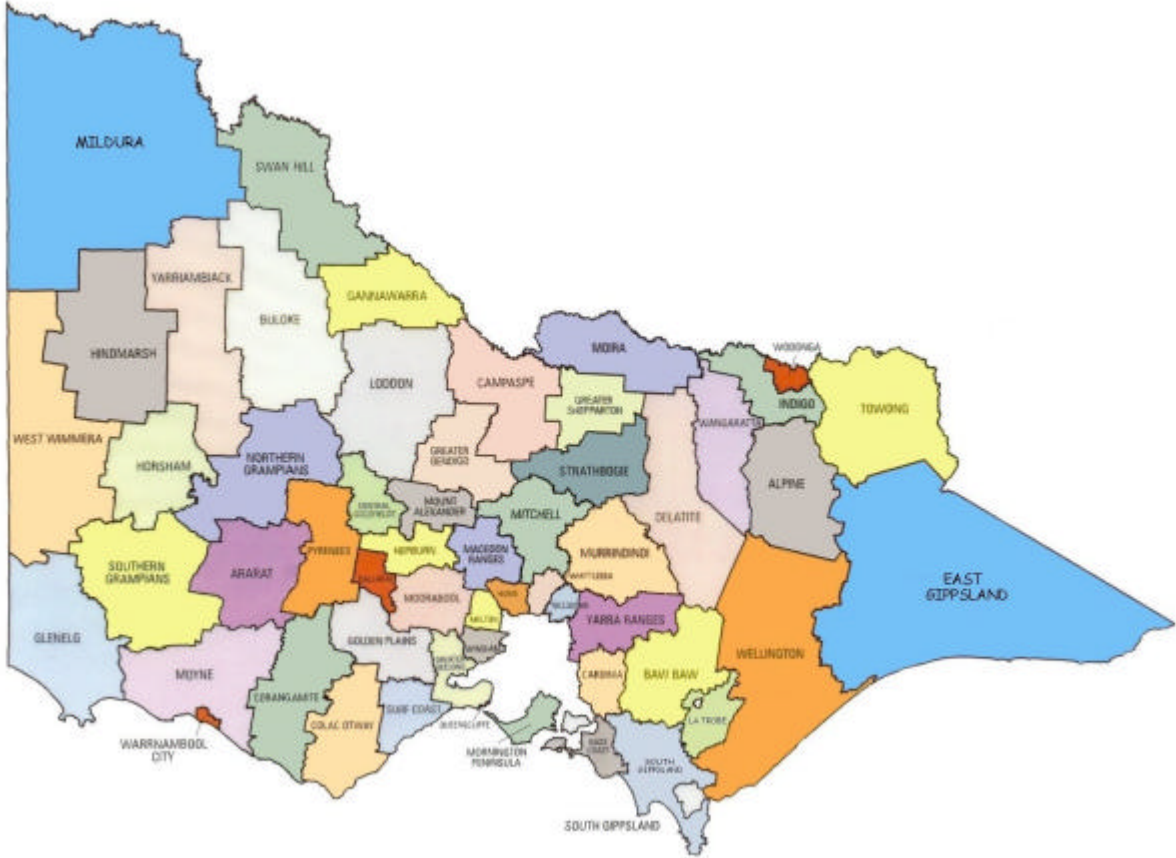 MILDURA
SWAN HILL
YARRIAMBIACK
GANNAWARRA
BULOKE
HINDMARSH
LODDON
CAMPASPE
MOIRA
WODONGA
INDIGO
TOWONG
GREATER
SHEPPARTON
WANGARATTA
WEST WIMMERA
HORSHAM
NORTHERN
GRAMPIANS
GREATER
BENDIGO
STRATHBOGIE
ALPINE
MOUNT
ALEXANDER
MITCHELL
DELATITE
SOUTHERN
GRAMPIANS
ARARAT
PYRENEES
HEPBURN
MACEDON
RANGES
MURRINDINDI
EAST
GIPPSLAND
MOORABOOL
HUME
WHITTLESEA
MELTON
YARRA RANGES
GLENELG
MOYNE
GOLDEN PLAINS
WELLINGTON
CORANGAMITE
COLAC OTWAY
SURF COAST
CARDINIA
BAW BAW
LA TROBE
QUEENSCLIFFE
WARRNAMBOOL
CITY
MORNINGTON
PENINSULA
BASS
COAST
SOUTH
GIPPSLAND
SOUTH GIPPSLAND